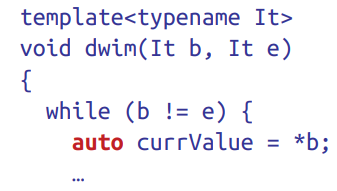 template<typename It>
void dwim(It b, It e)
{
while (b != e) {
auto currValue = *b;
…